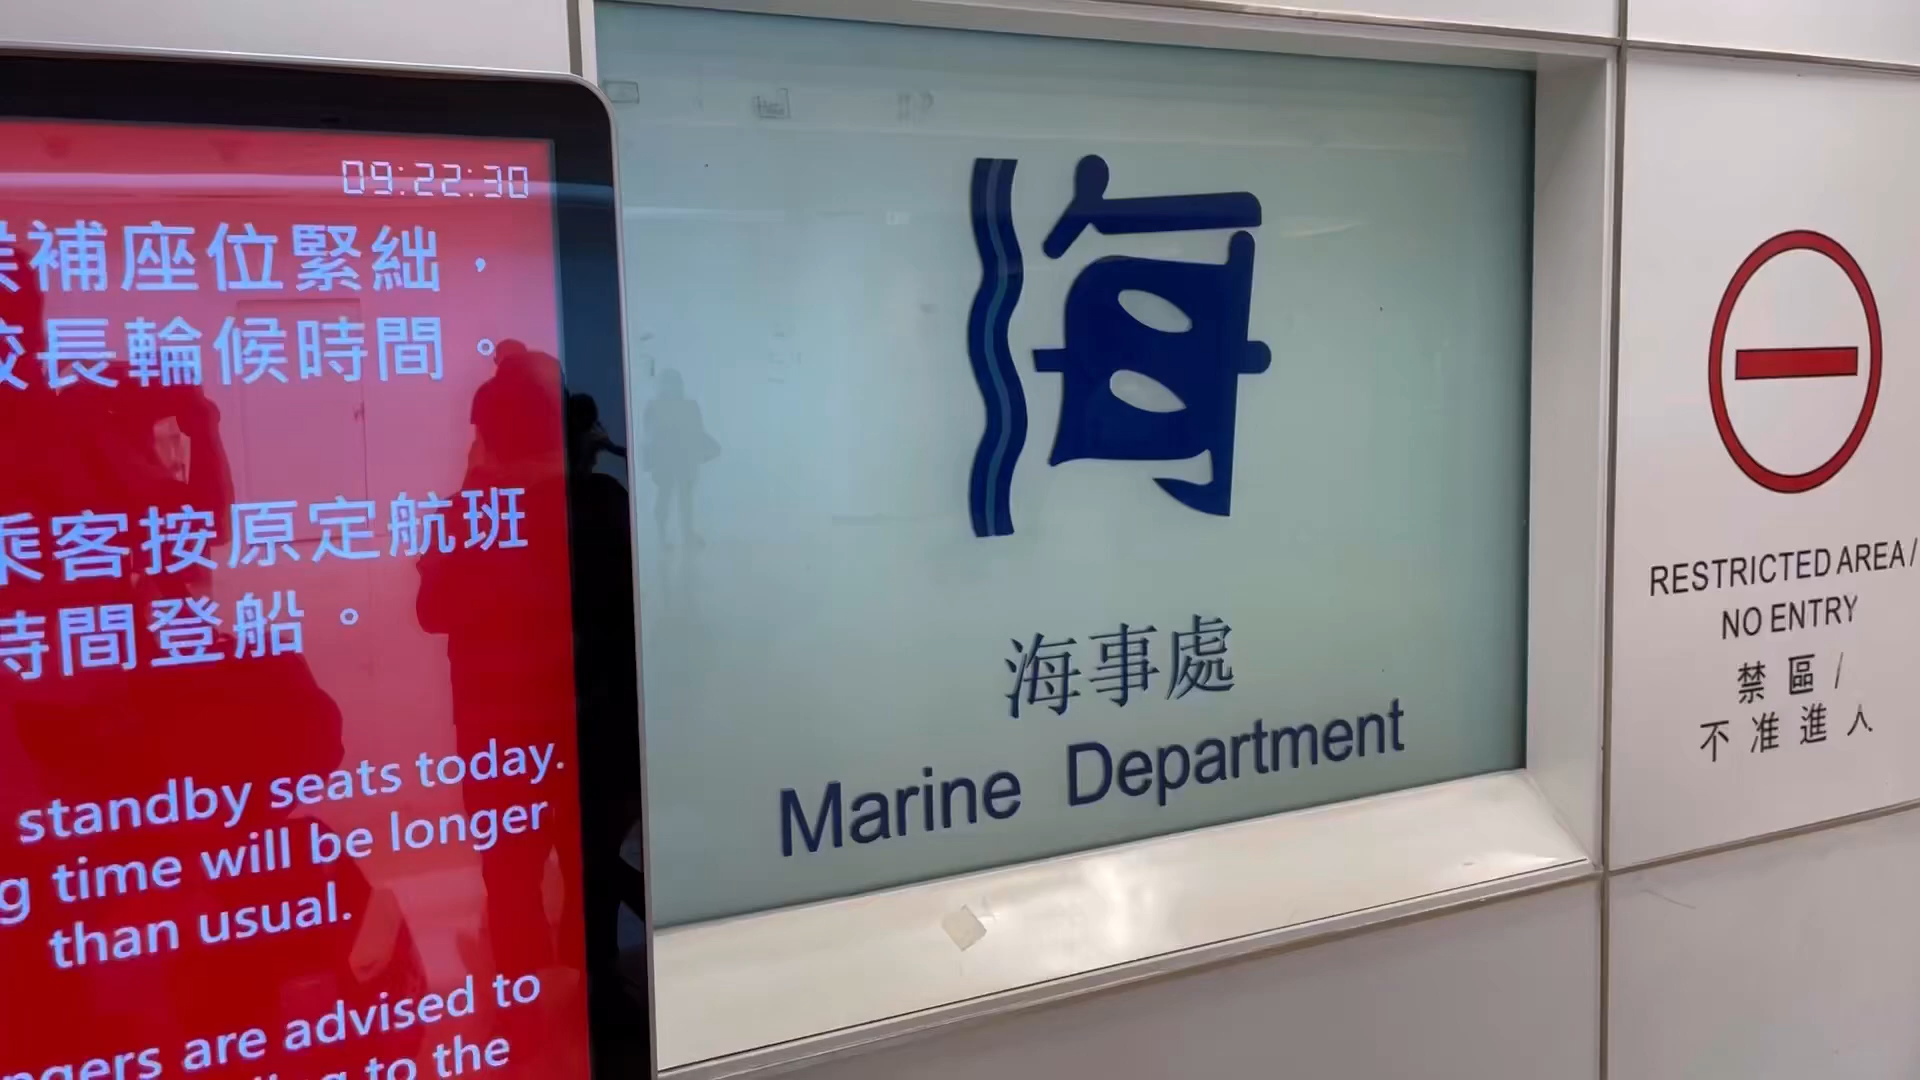 09:22:30
補座位緊絀，
長輪候時間。
乘客按原定航班
時間登船。
standby seats today.
time will be longer
than usual.
are advised to
to the
海
海事處
Marine Department
RESTRICTED AREA /
NO ENTRY
禁區 /
不准進入